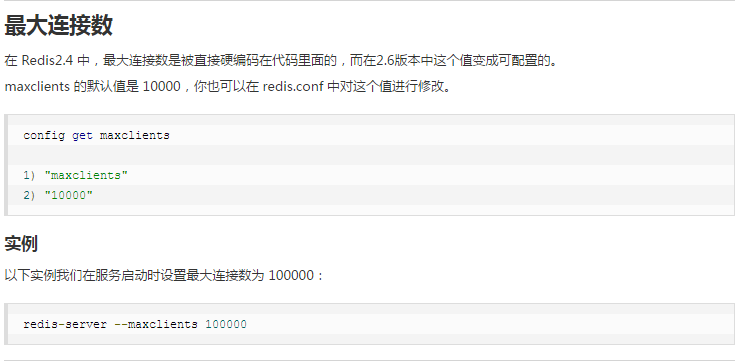 最大连接数
在 Redis2.4 中，最大连接数是被直接硬编码在代码里面的，而在2.6版本中这个值变成可配置的。
maxclients 的默认值是 10000，你也可以在 redis.conf 中对这个值进行修改。
config get maxclients
1) "maxclients"
2) "10000"
实例
以下实例我们在服务启动时设置最大连接数为 100000：
redis-server --maxclients 100000